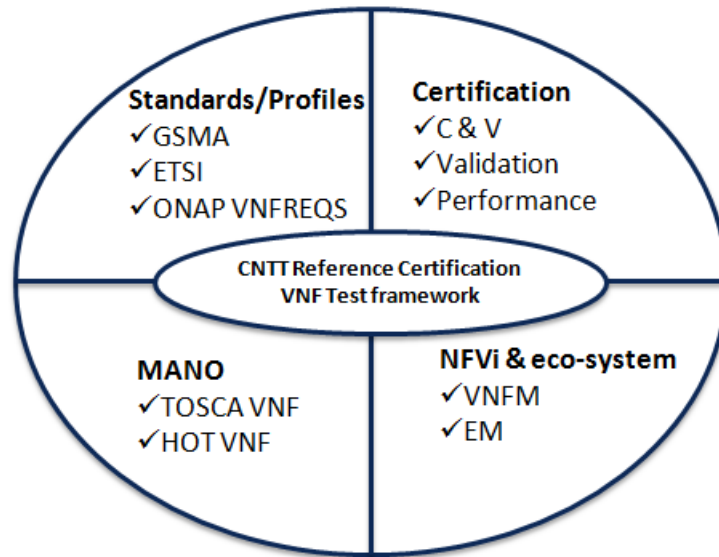 Standards/Profiles
✓GSMA
✓ETSI
✓ONAP VNFREQS
Certification
✓C & V
✓Validation
✓Performance
CNTT Reference Certification
VNF Test framework
MANO
✓TOSCA VNF
✓HOT VNF
NFVi & eco-system
✓VNFM
✓EM